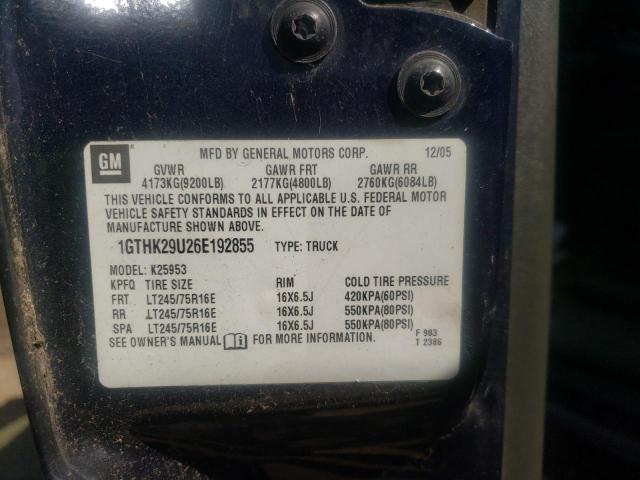 GM MFD BY GENERAL MOTORS CORP. 12/05
GVWR GAWR FRT GAWR RR
4173KG(9200LB) 2177KG(4800LB) 2760KG(6084LB)
THIS VEHICLE CONFORMS TO ALL APPLICABLE U.S. FEDERAL MOTOR
VEHICLE SAFETY STANDARDS IN EFFECT ON THE DATE OF
MANUFACTURE SHOWN ABOVE.
1GTHK29U26E192855 TYPE: TRUCK
MODEL: K25953
KPFQ TIRE SIZE RIM COLD TIRE PRESSURE
FRT LT245/75R16E 16X6.5J 420KPA(60PSI)
RR LT245/75R16E 16X6.5J 550KPA(80PSI)
SPA LT245/75R16E 16X6.5J 550KPA(80PSI)
SEE OWNER'S MANUAL FOR MORE INFORMATION.
F 903
T 2386